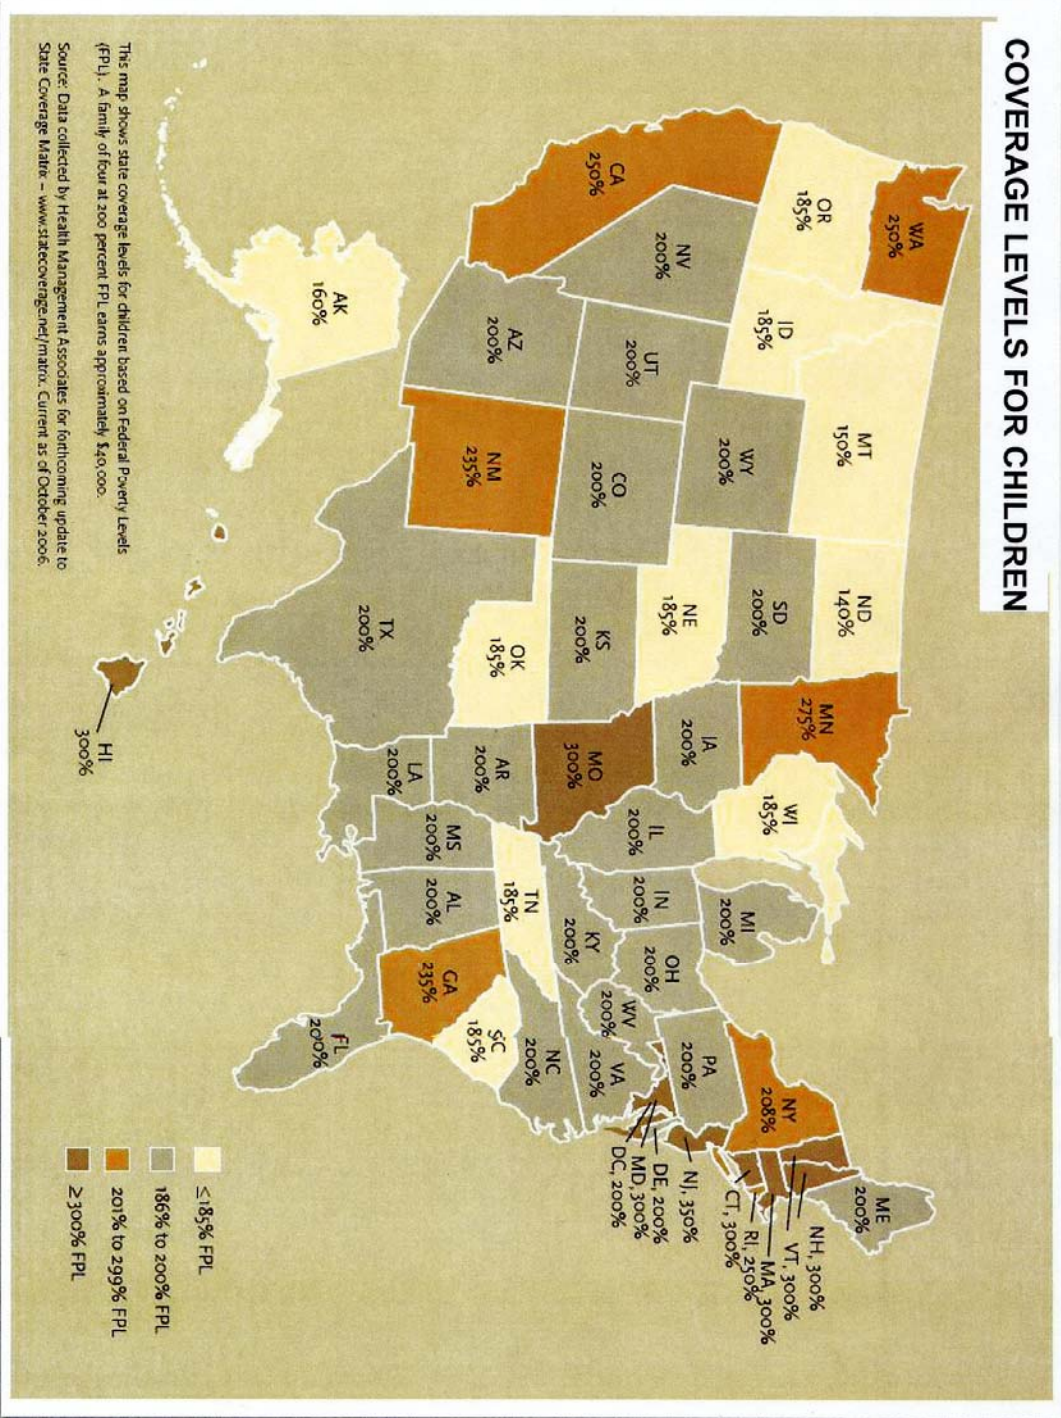 COVERAGE LEVELS FOR CHILDREN
WA
250%
OR
185%
CA
250%
NV
200%
ID
185%
MT
150%
ND
140%
MN
275%
WI
185%
MI
200%
NY
208%
ME
200%
NH, 300%
VT, 300%
MA, 300%
RI, 250%
CT, 300%
NJ, 350%
DE, 200%
MD, 300%
DC, 200%
WY
200%
SD
200%
UT
200%
CO
200%
NE
185%
IA
200%
IL
200%
IN
200%
OH
200%
PA
200%
WV
200%
VA
200%
KY
200%
KS
200%
MO
300%
AZ
200%
NM
235%
OK
185%
AR
200%
TN
185%
NC
200%
SC
185%
GA
235%
AL
200%
MS
200%
LA
200%
TX
200%
FL
200%
AK
160%
HI
300%
≤185% FPL
186% to 200% FPL
201% to 299% FPL
≥300% FPL
This map shows state coverage levels for children based on Federal Poverty Levels
(FPL). A family of four at 200 percent FPL earns approximately $40,000.
Source: Data collected by Health Management Associates for forthcoming update to
State Coverage Matrix – www.statecoverage.net/matrix. Current as of October 2006.